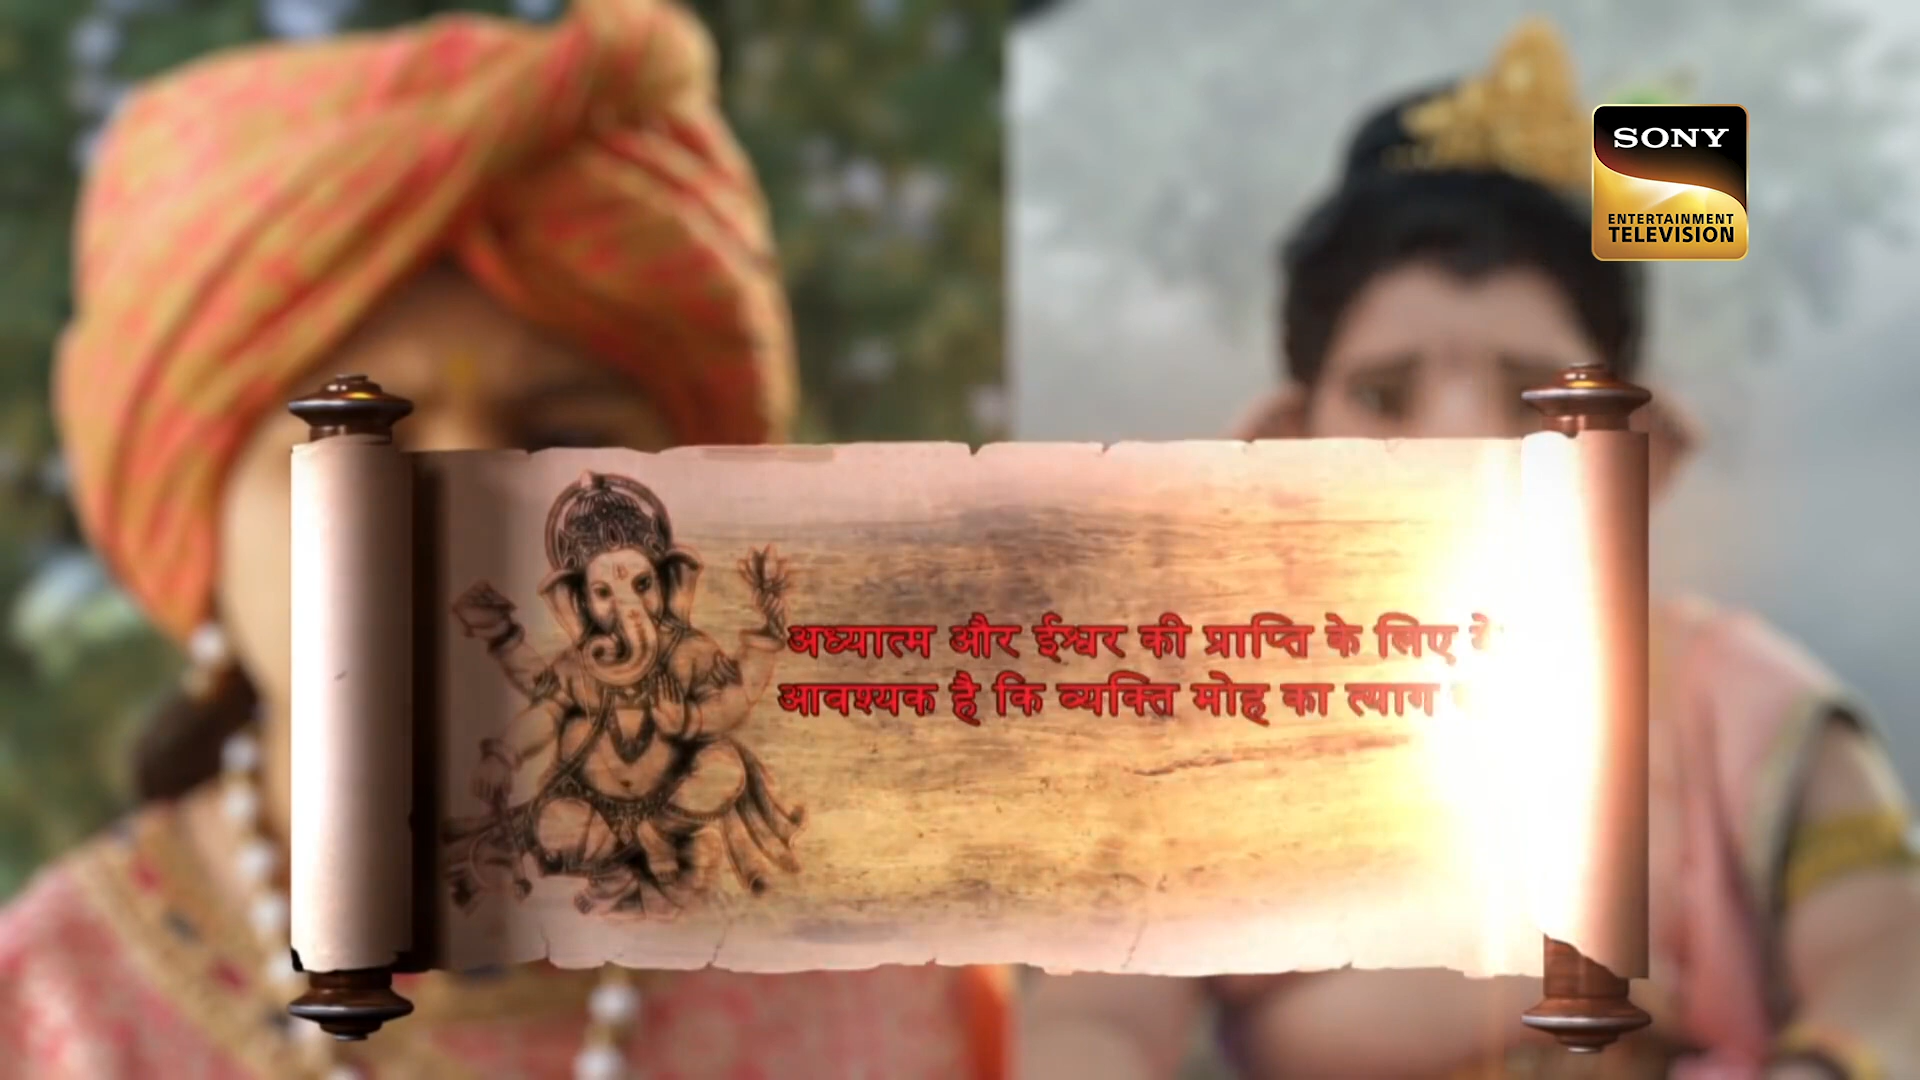 SONY
ENTERTAINMENT
TELEVISION
अध्यात्म और ईश्वर की प्राप्ति के लिए
आवश्यक है कि व्यक्ति मोह का त्याग